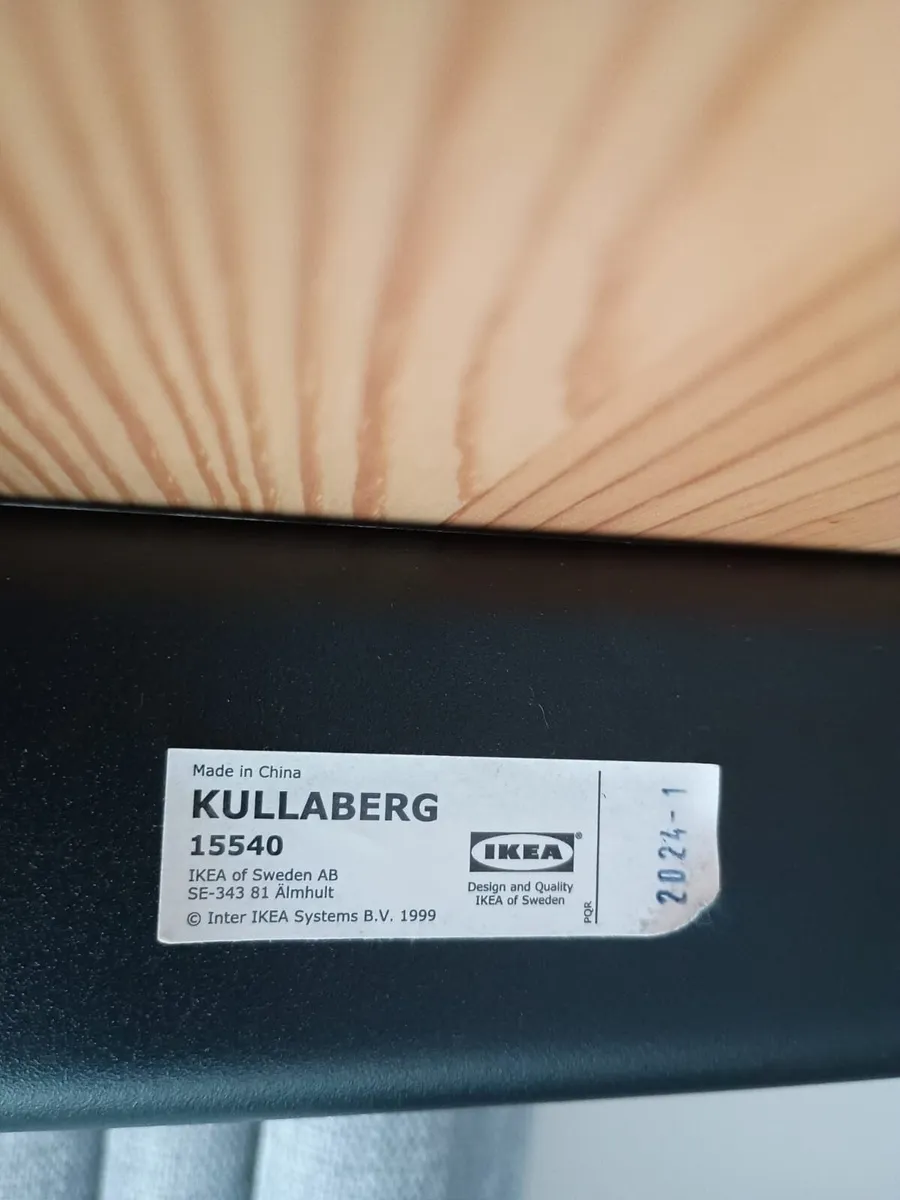 Made in China
KULLABERG
15540
IKEA of Sweden AB
SE-343 81 Älmhult
© Inter IKEA Systems B.V. 1999
IKEA®
Design and Quality
IKEA of Sweden
PQR
2024-1